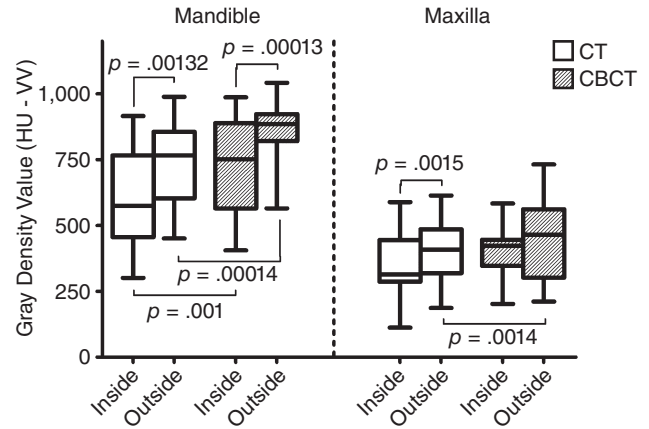 Mandible
Maxilla
CT
CBCT
Gray Density Value (HU - VV)
1,000
750
500
250
0
p = .00132
p = .00013
p = .00014
p = .001
p = .0015
p = .0014
Inside
Outside
Inside
Outside
Inside
Outside
Inside
Outside